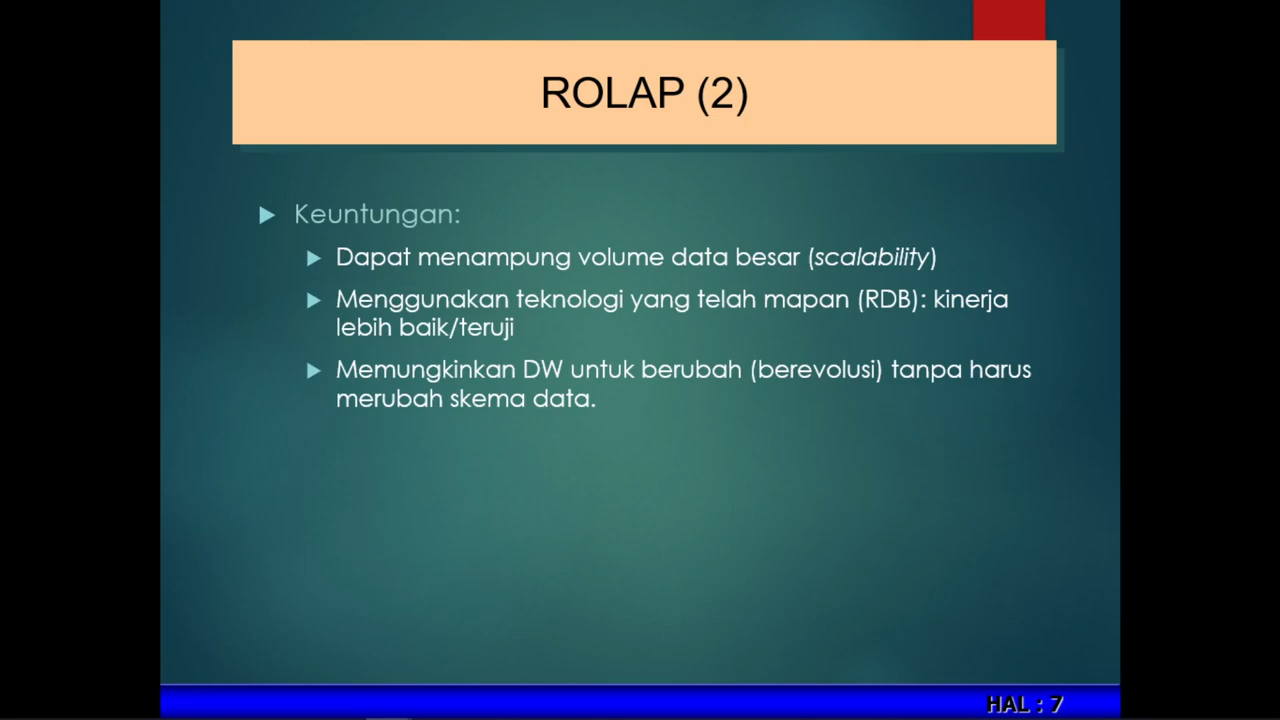 ROLAP (2)
Keuntungan:
Dapat menampung volume data besar (scalability)
Menggunakan teknologi yang telah mapan (RDB): kinerja
lebih baik/teruji
Memungkinkan DW untuk berubah (berevolusi) tanpa harus
merubah skema data.
HAL : 7